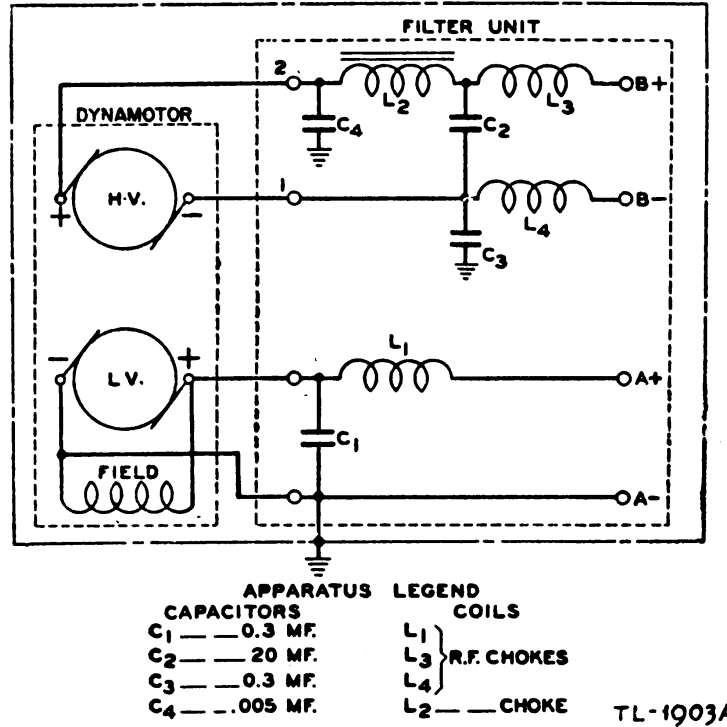 FILTER UNIT
2
L2
L3
B+
DYNAMOTOR
C4
C2
H.V.
+
-
1
B-
L4
C3
-
+
L.V.
L1
A+
C1
FIELD
A-
APPARATUS LEGEND
CAPACITORS COILS
C1 — — 0.3 MF. L1
C2 — — 20 MF. L3 R.F. CHOKES
C3 — — 0.3 MF. L4
C4 — — .005 MF. L2 — — CHOKE
TL-1903A